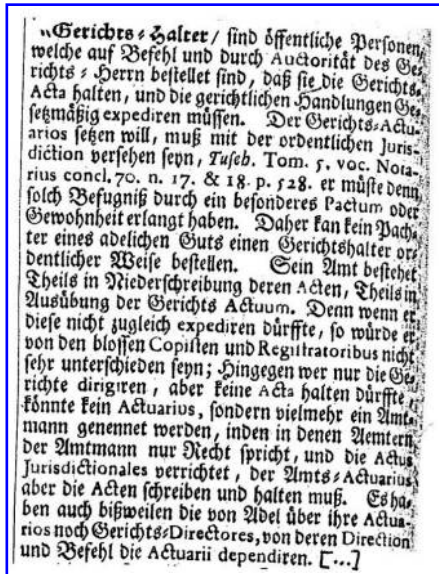 „Gerichts-Halter/ sind öffentliche Personen,
welche auf Befehl und durch Auctorität des Ge-
richts-Herrn bestellet sind, daß sie die Gerichts-
Acta halten, und die gerichtlichen Handlungen Ge-
setzmäßig expediren müssen. Der Gerichts-Actu-
arios setzen will, muß mit der ordentlichen Juris-
diction versehen seyn, Tuseb. Tom. 5. voc. Nota-
rius concl. 70. n. 17. & 18. p. 528. er müste denn
solch Befugniß durch ein besonderes Pactum oder
Gewohnheit erlangt haben. Daher kan kein Pach-
ter eines adelichen Guts einen Gerichtshalter or-
dentlicher Weise bestellen. Sein Amt bestehet
Theils in Niederschreibung deren Acten, Theils in
Ausübung der Gerichts Actuum. Denn wenn er
diese nicht zugleich expediren dürffte, so würde er
von den blossen Copisten und Registratoribus nicht
sehr unterschieden seyn; Hingegen wer nur die Ge-
richte dirigiren, aber keine Acta halten dürffte,
könnte kein Actuarius, sondern vielmehr ein Amt-
mann genennet werden, inden in denen Aemtern
der Amtmann nur Recht spricht, und die Actus
Jurisdictionales verrichtet, der Amts-Actuarius
aber die Acten schreiben und halten muß. Es ha-
ben auch bißweilen die von Adel über ihre Actua-
rios noch Gerichts-Directores, von deren Direction
und Befehl die Actuarii dependiren. [...]